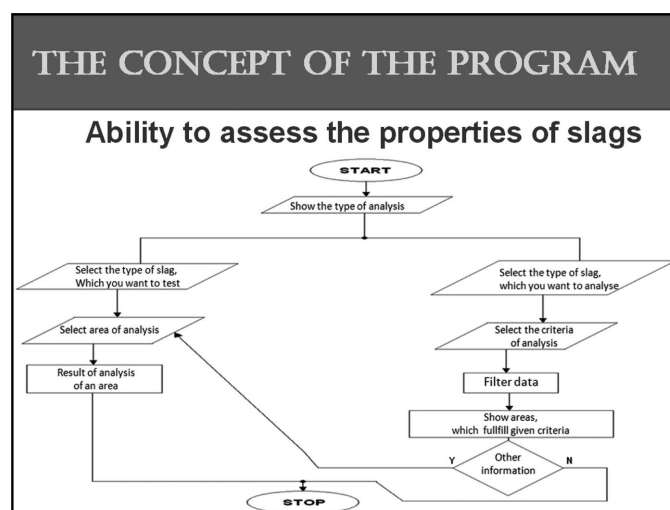 THE CONCEPT OF THE PROGRAM
Ability to assess the properties of slags
START
Show the type of analysis
Select the type of slag,
Which you want to test
Select area of analysis
Result of analysis
of an area
Select the type of slag,
which you want to analyse
Select the criteria
of analysis
Filter data
Show areas,
which fullfill given criteria
Y
Other
information
N
STOP